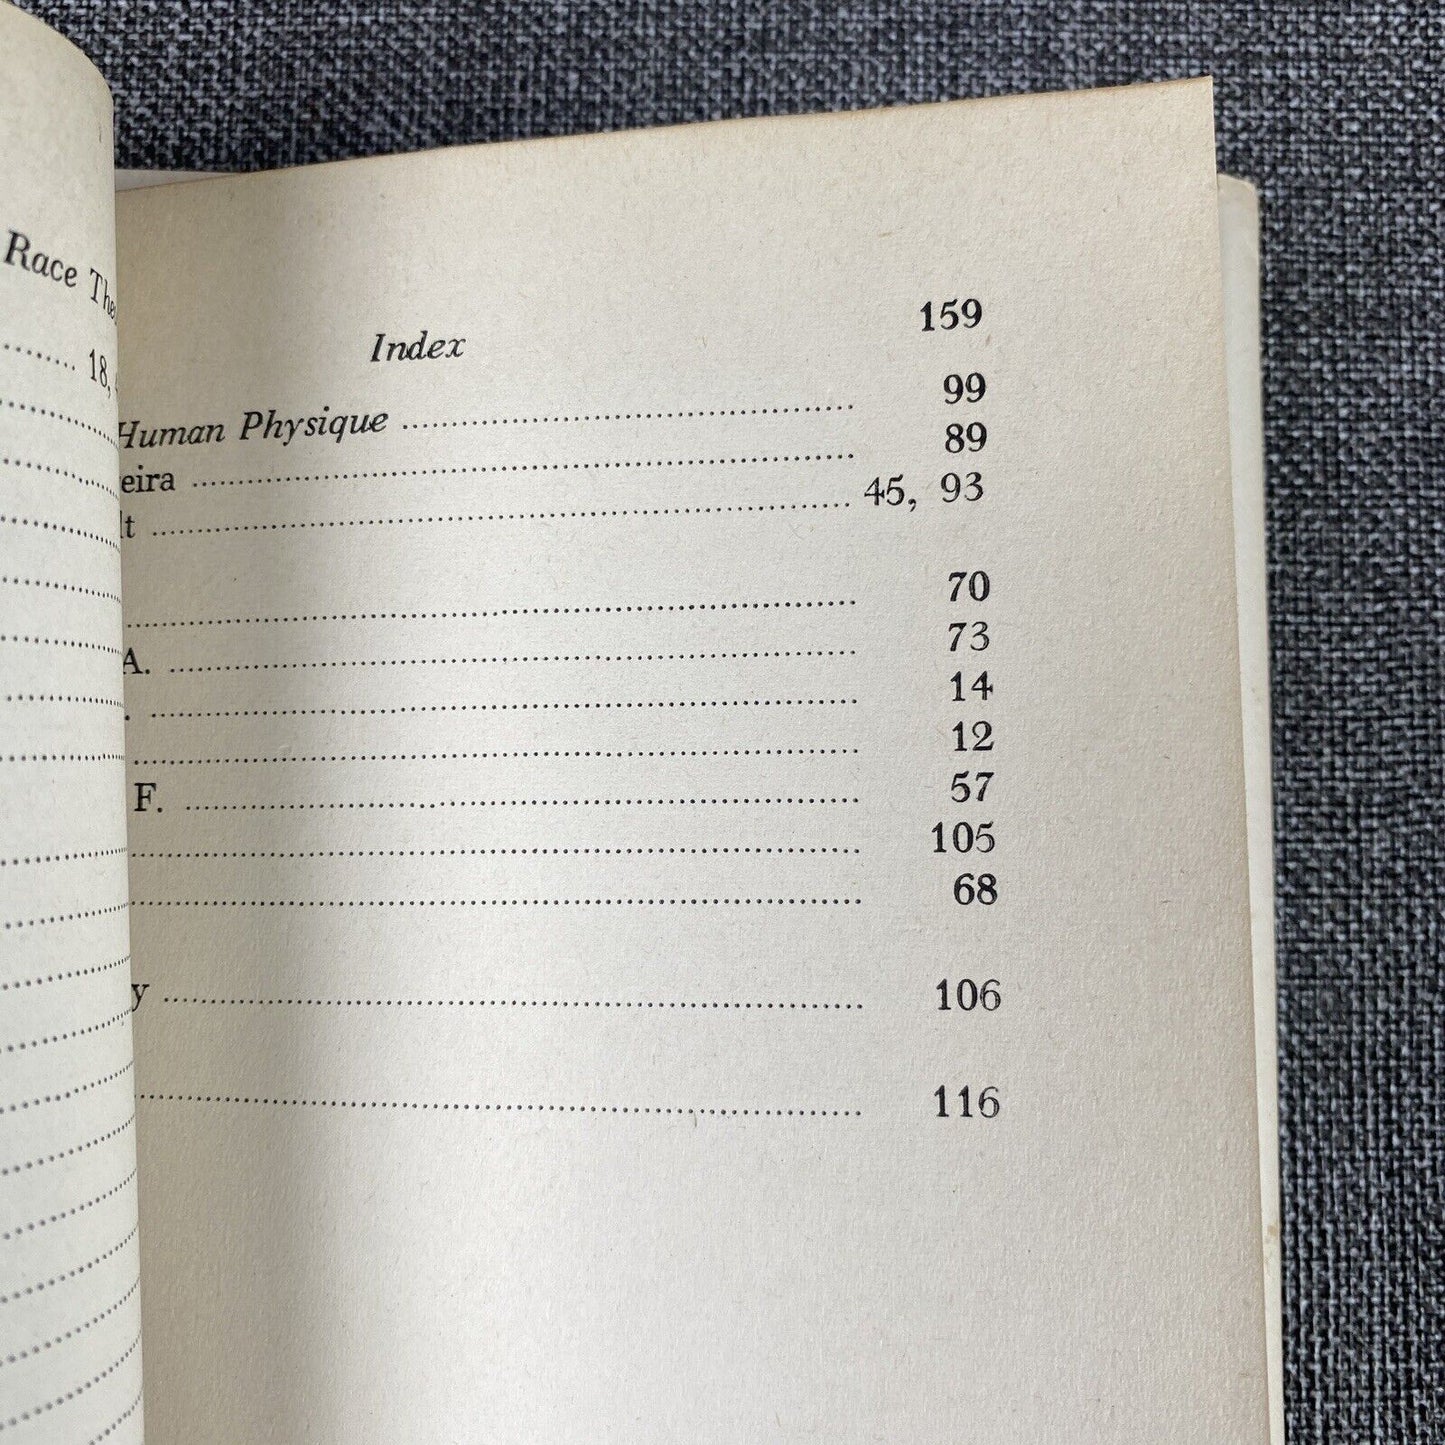 Race
18,
Index 159
Human Physique 99
eira 89
lt 45, 93
70
A. 73
. 14
12
F. 57
105
68
y 106
116